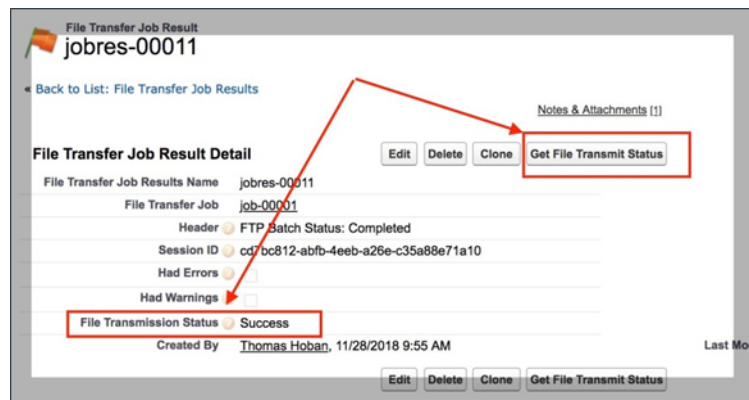 File Transfer Job Result
jobres-00011
« Back to List: File Transfer Job Results
Notes & Attachments [1]
File Transfer Job Result Detail
Edit Delete Clone Get File Transmit Status
File Transfer Job Results Name jobres-00011
File Transfer Job job-00001
Header FTP Batch Status: Completed
Session ID cd7bc812-abfb-4eeb-a26e-c35a88e71a10
Had Errors
Had Warnings
File Transmission Status Success
Created By Thomas Hoban, 11/28/2018 9:55 AM Last Mo
Edit Delete Clone Get File Transmit Status